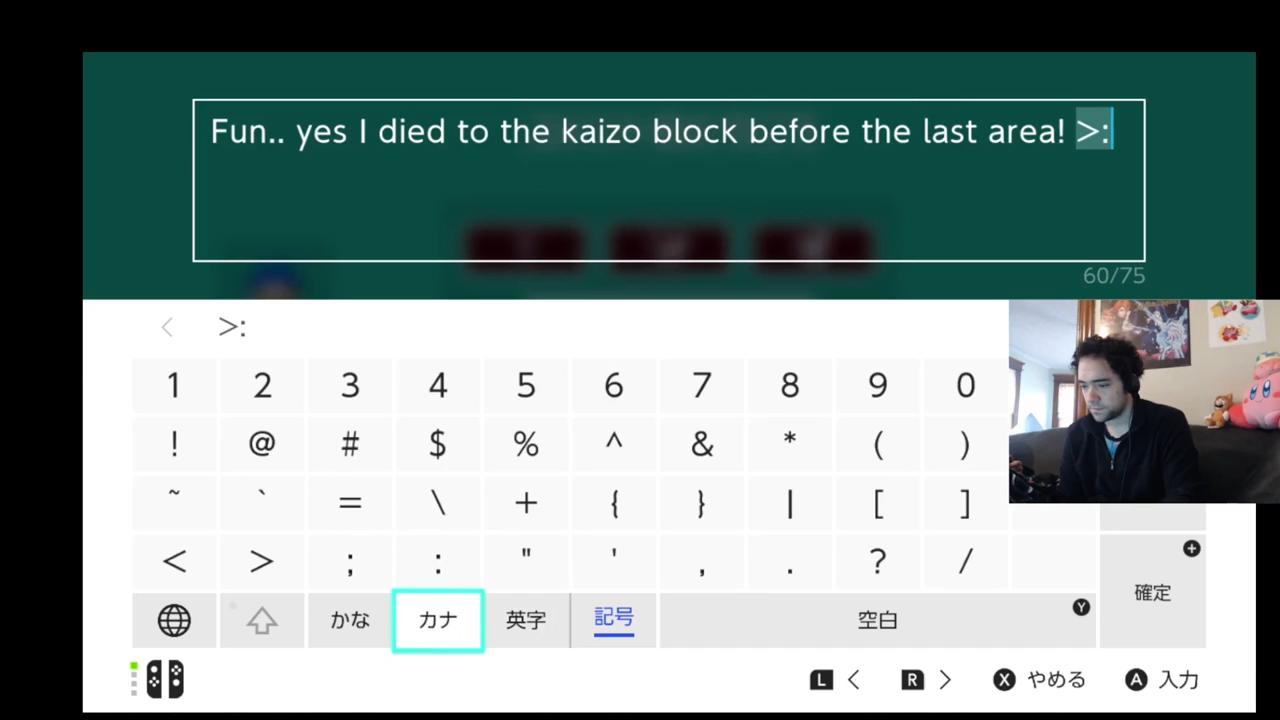 Fun.. yes I died to the kaizo block before the last area! >:
60/75
< >:
1 2 3 4 5 6 7 8 9 0
! @ # $ % ^ & * ( )
~ ` = \ + { } | [ ]
< > ; : " ' , . ? /
+
確定
かな カナ 英字 記号 空白 Y
L < R > X やめる A 入力